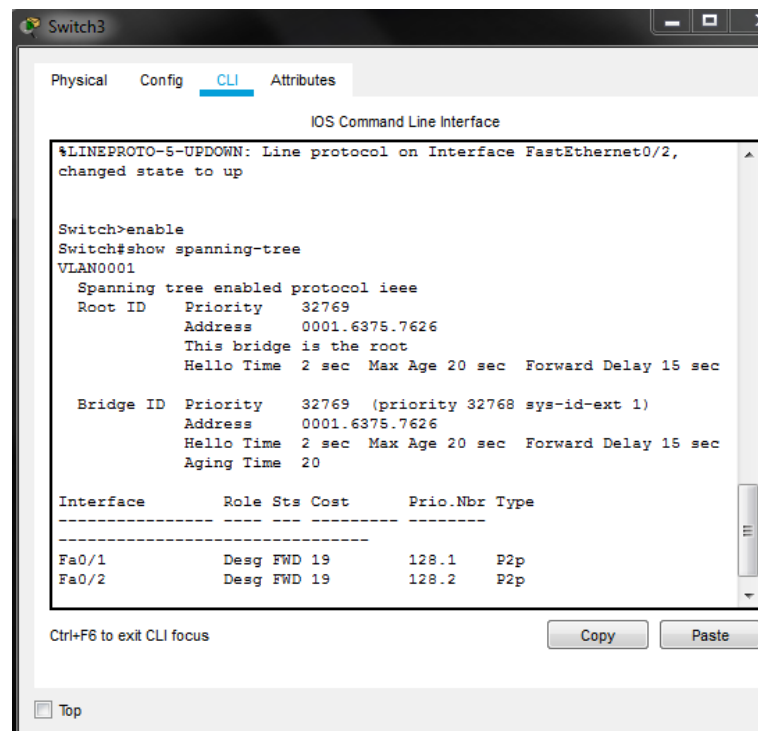 Switch3
Physical Config CLI Attributes
IOS Command Line Interface
%LINEPROTO-5-UPDOWN: Line protocol on Interface FastEthernet0/2,
changed state to up
Switch>enable
Switch#show spanning-tree
VLAN0001
  Spanning tree enabled protocol ieee
  Root ID    Priority    32769
             Address     0001.6375.7626
             This bridge is the root
             Hello Time  2 sec  Max Age 20 sec  Forward Delay 15 sec
  Bridge ID  Priority    32769  (priority 32768 sys-id-ext 1)
             Address     0001.6375.7626
             Hello Time  2 sec  Max Age 20 sec  Forward Delay 15 sec
             Aging Time  20
Interface        Role Sts Cost      Prio.Nbr Type
---------------- ---- --- --------- --------
--------------------------------
Fa0/1            Desg FWD 19        128.1    P2p
Fa0/2            Desg FWD 19        128.2    P2p
Ctrl+F6 to exit CLI focus
Copy Paste
Top